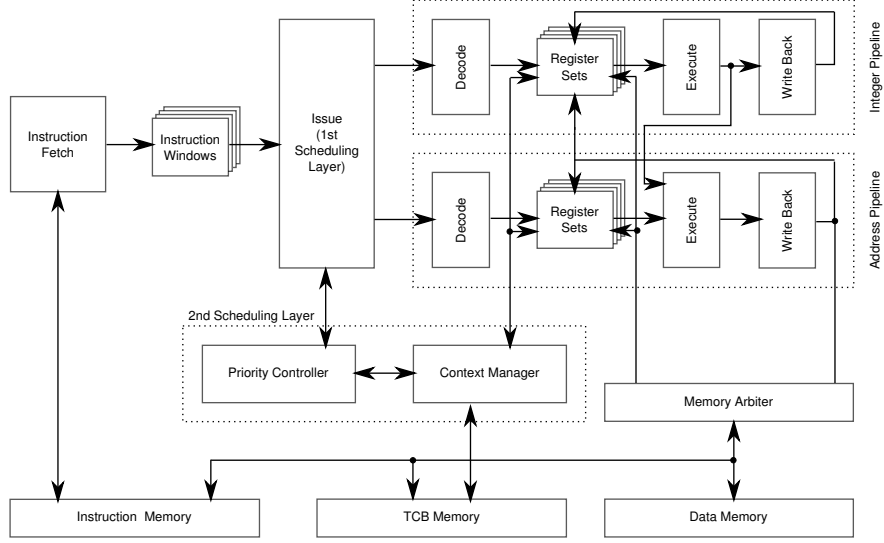 Integer Pipeline
Decode
Register
Sets
Execute
Write Back
Issue
(1st
Scheduling
Layer)
Instruction
Fetch
Instruction
Windows
Address Pipeline
Decode
Register
Sets
Execute
Write Back
2nd Scheduling Layer
Priority Controller
Context Manager
Memory Arbiter
Instruction Memory
TCB Memory
Data Memory